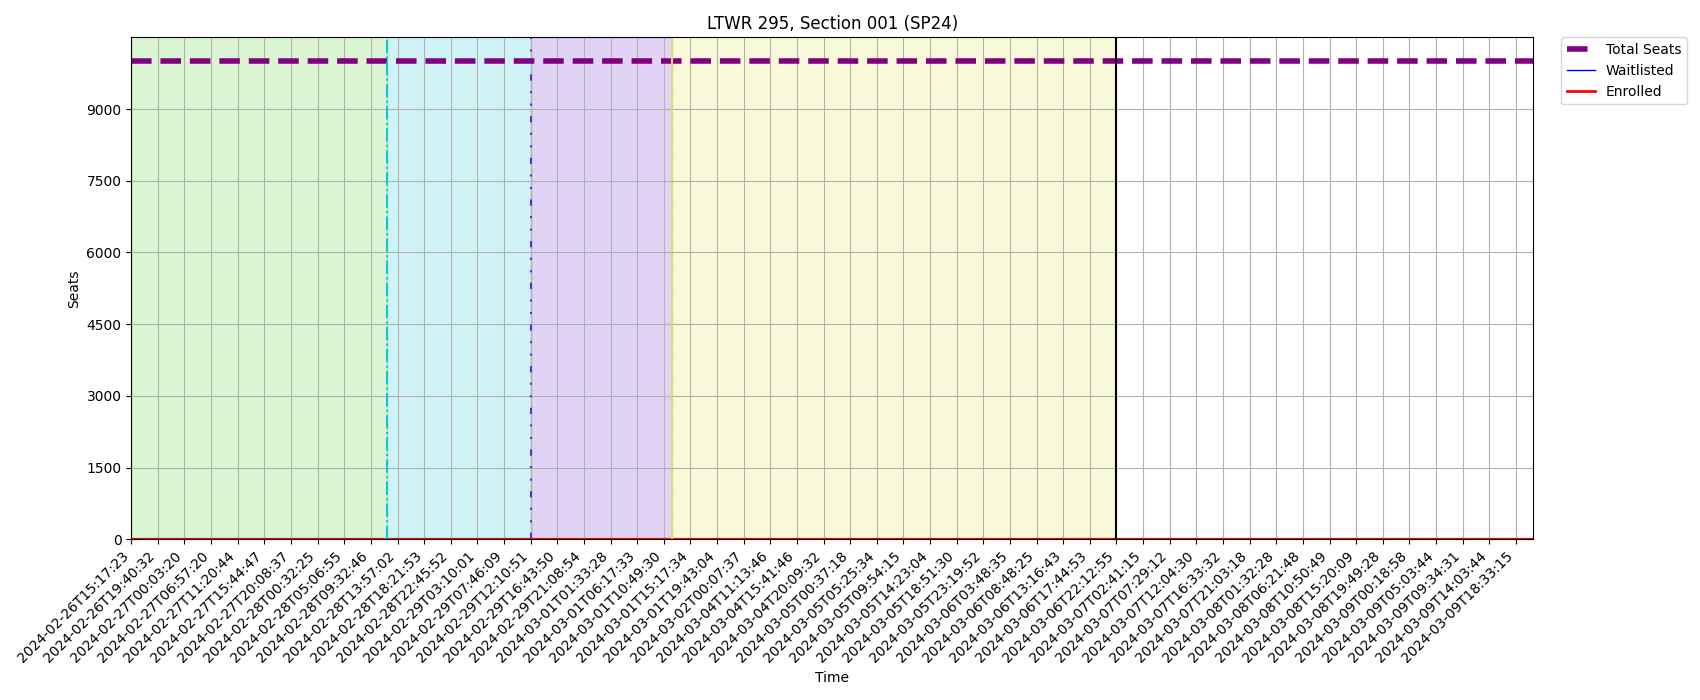 LTWR 295, Section 001 (SP24)
Total Seats
Waitlisted
Enrolled
Seats
9000
7500
6000
4500
3000
1500
0
2024-02-26T15:17:23
2024-02-26T19:40:32
2024-02-27T00:03:20
2024-02-27T06:57:20
2024-02-27T11:20:44
2024-02-27T15:44:47
2024-02-27T20:08:37
2024-02-28T00:32:25
2024-02-28T05:06:55
2024-02-28T09:32:46
2024-02-28T13:57:02
2024-02-28T18:21:53
2024-02-28T22:45:52
2024-02-29T03:10:01
2024-02-29T07:46:09
2024-02-29T12:10:51
2024-02-29T16:43:50
2024-02-29T21:08:54
2024-03-01T01:33:28
2024-03-01T06:17:33
2024-03-01T10:49:30
2024-03-01T15:17:34
2024-03-01T19:43:04
2024-03-02T00:07:37
2024-03-04T11:13:46
2024-03-04T15:41:46
2024-03-04T20:09:32
2024-03-05T00:37:18
2024-03-05T05:25:34
2024-03-05T09:54:15
2024-03-05T14:23:04
2024-03-05T18:51:30
2024-03-05T23:19:52
2024-03-06T03:48:35
2024-03-06T08:48:25
2024-03-06T13:16:43
2024-03-06T17:44:53
2024-03-06T22:12:55
2024-03-07T02:41:15
2024-03-07T07:29:12
2024-03-07T12:04:30
2024-03-07T16:33:32
2024-03-07T21:03:18
2024-03-08T01:32:28
2024-03-08T06:21:48
2024-03-08T10:50:49
2024-03-08T15:20:09
2024-03-08T19:49:28
2024-03-09T00:18:58
2024-03-09T05:03:44
2024-03-09T09:34:31
2024-03-09T14:03:44
2024-03-09T18:33:15
Time